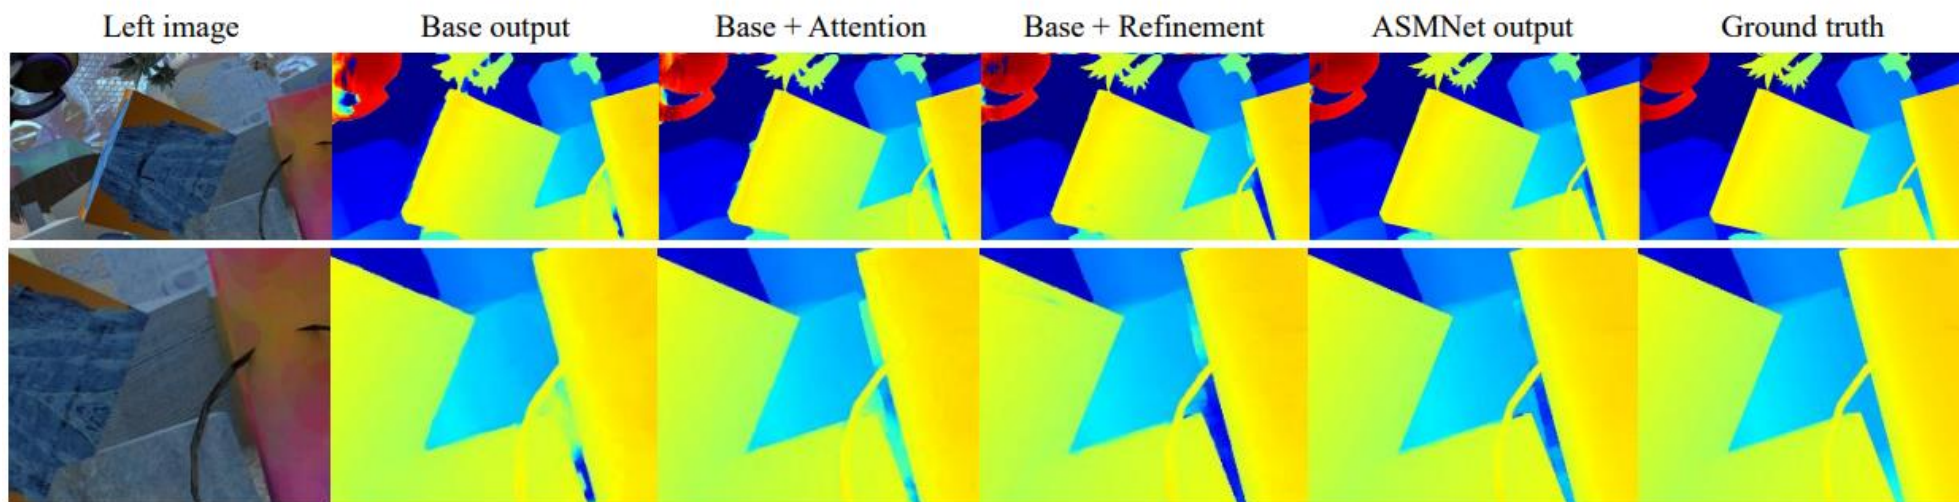 Left image Base output Base + Attention Base + Refinement ASMNet output Ground truth